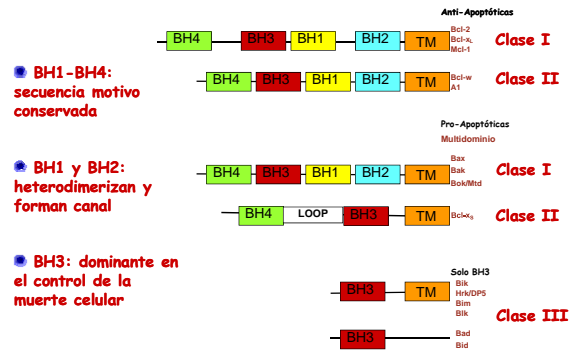 Anti-Apoptóticas
BH4 BH3 BH1 BH2 TM
Bcl-2
Bcl-xL
Mcl-1
Clase I
BH1-BH4:
secuencia motivo
conservada
BH4 BH3 BH1 BH2 TM
Bcl-w
A1
Clase II
Pro-Apoptóticas
Multidominio
BH1 y BH2:
heterodimerizan y
forman canal
BH4 BH3 BH1 BH2 TM
Bax
Bak
Bok/Mtd
Clase I
BH4 LOOP BH3 TM
Bcl-xs
Clase II
BH3: dominante en
el control de la
muerte celular
Solo BH3
BH3 TM
Bik
Hrk/DP5
Bim
Blk
Clase III
BH3
Bad
Bid